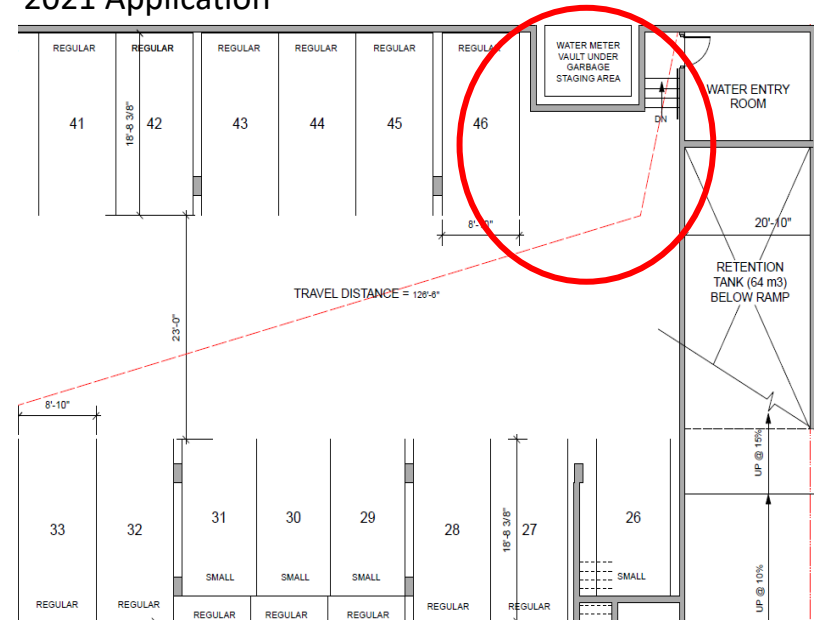 2021 Application
REGULAR REGULAR REGULAR REGULAR REGULAR REGULAR
WATER METER
VAULT UNDER
GARBAGE
STAGING AREA
WATER ENTRY
ROOM
DN
41 42 43 44 45 46
18'-8 3/8"
8'-10"
20'-10"
RETENTION
TANK (64 m3)
BELOW RAMP
TRAVEL DISTANCE = 126'-6"
23'-0"
8'-10"
UP @ 15%
33 32 31 30 29 28 27 26
18'-8 3/8"
SMALL SMALL SMALL SMALL
UP @ 10%
REGULAR REGULAR REGULAR REGULAR REGULAR REGULAR REGULAR